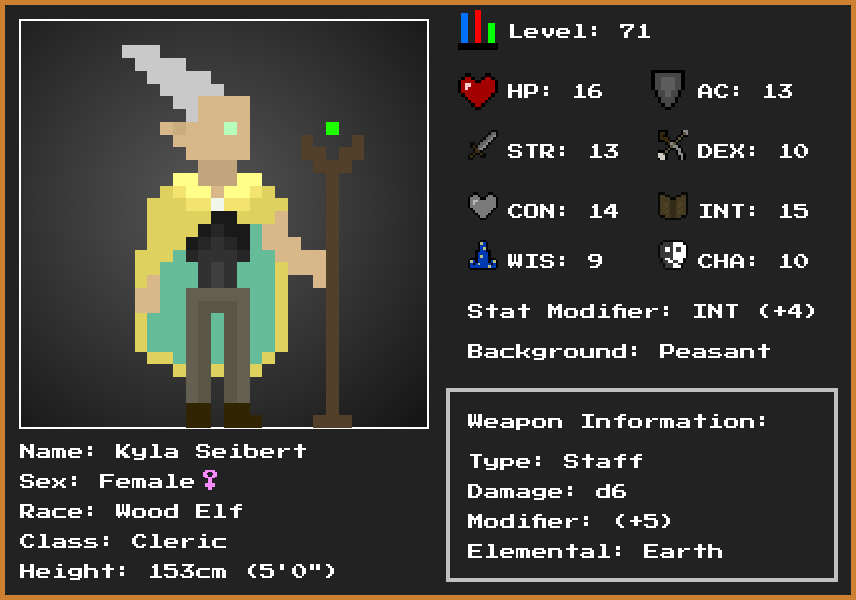 Level: 71
HP: 16 AC: 13
STR: 13 DEX: 10
CON: 14 INT: 15
WIS: 9 CHA: 10
Stat Modifier: INT (+4)
Background: Peasant
Weapon Information:
Type: Staff
Damage: d6
Modifier: (+5)
Elemental: Earth
Name: Kyla Seibert
Sex: Female♀
Race: Wood Elf
Class: Cleric
Height: 153cm (5'0")